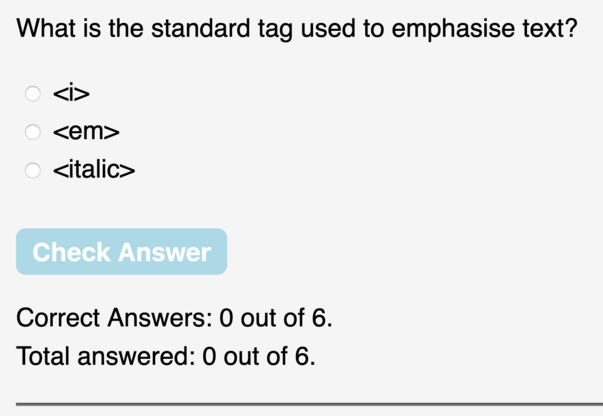 What is the standard tag used to emphasise text?
<i>
<em>
<italic>
Check Answer
Correct Answers: 0 out of 6.
Total answered: 0 out of 6.